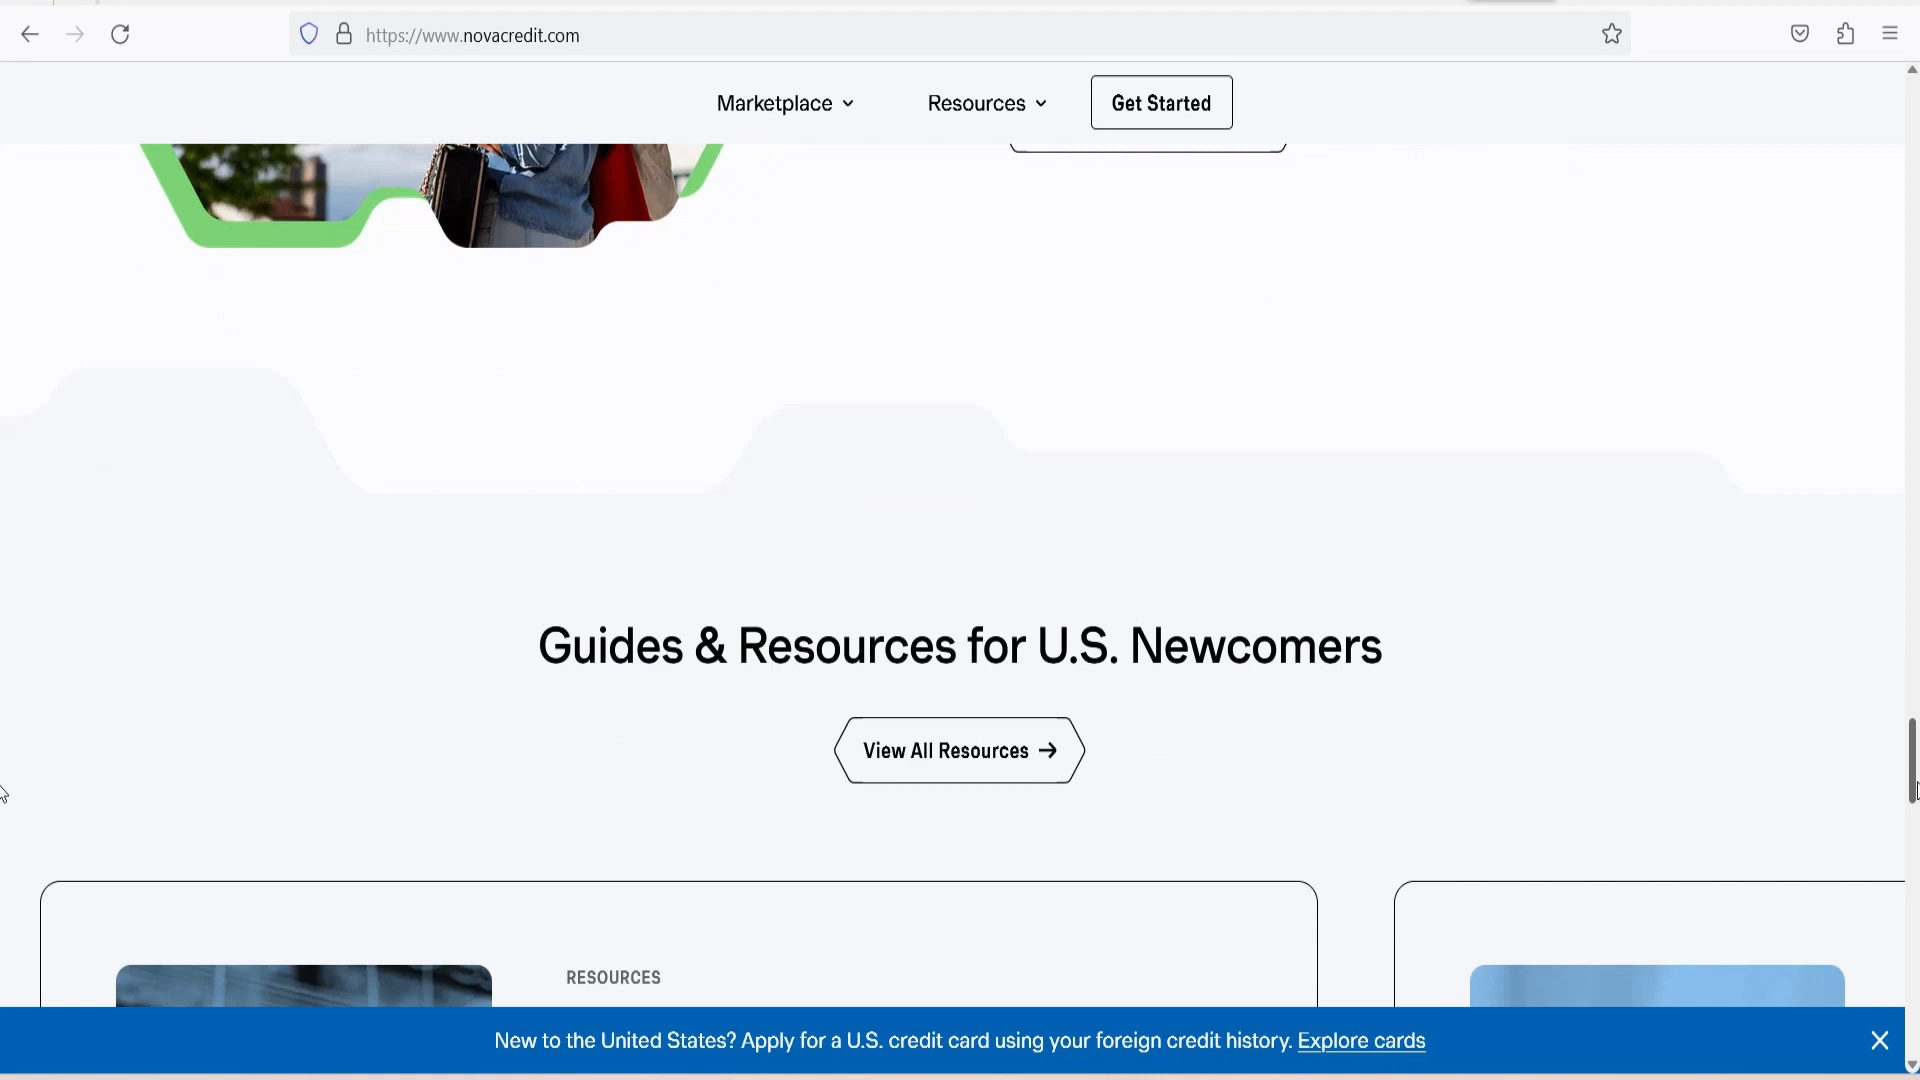 https://www.novacredit.com
Marketplace
Resources
Get Started
Guides & Resources for U.S. Newcomers
View All Resources →
RESOURCES
New to the United States? Apply for a U.S. credit card using your foreign credit history. Explore cards